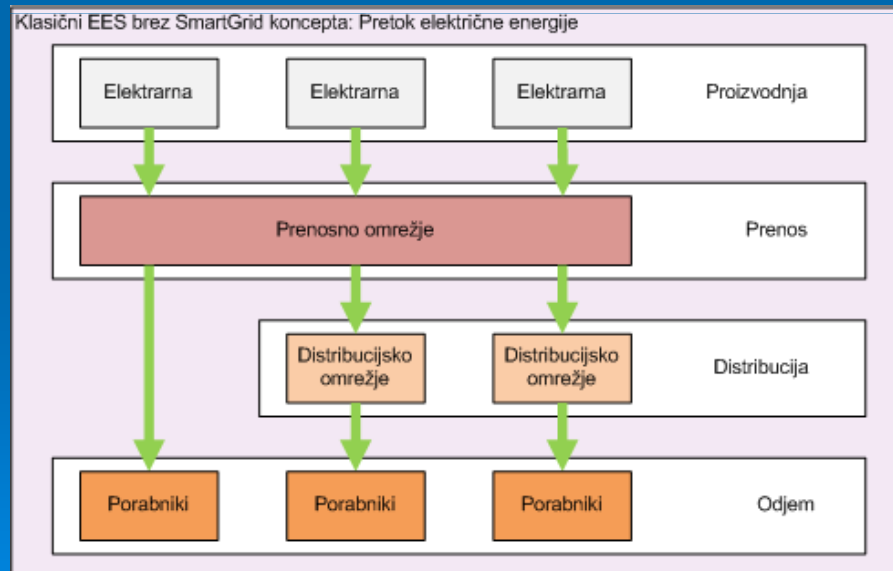 Klasični EES brez SmartGrid koncepta: Pretok električne energije
Elektrarna
Elektrarna
Elektrarna
Proizvodnja
Prenosno omrežje
Prenos
Distribucijsko
omrežje
Distribucijsko
omrežje
Distribucija
Porabniki
Porabniki
Porabniki
Odjem